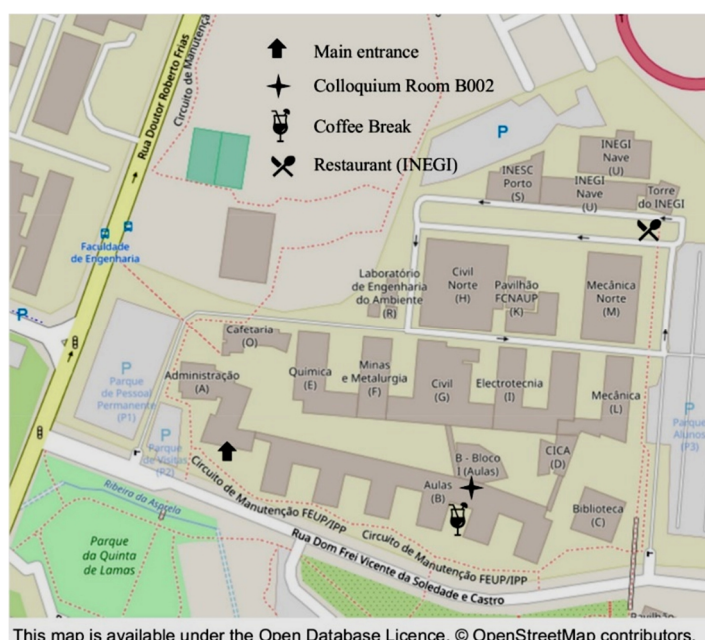 Main entrance
Colloquium Room B002
Coffee Break
Restaurant (INEGI)
Rua Doutor Roberto Frias
Circuito de Manutenç
P
INESC
Porto
(S)
INEGI
Nave
(U)
INEGI
Nave
(U)
Torre
do INEGI
Faculdade
de Engenharia
Laboratório
de Engenharia
do Ambiente
(R)
Civil
Norte
(H)
Pavilhão
FCNAUP
(K)
Mecânica
Norte
(M)
P
Cafetaria
(O)
P
Parque
de Pessoal
Permanente
(P1)
Administração
(A)
Química
(E)
Minas
e Metalurgia
(F)
Civil
(G)
Electrotecnia
(I)
Mecânica
(L)
P
Parque
Alunos
(P3)
P
Parque
de Visitas
(P2)
B - Bloco
I (Aulas)
CICA
(D)
Aulas
(B)
Biblioteca
(C)
Circuito de Manutenção FEUP/IPP
Circuito de Manutenção FEUP/IPP
Ribeira da Asprela
Rua Dom Frei Vicente da Soledade e Castro
Parque
da Quinta
de Lamas
This map is available under the Open Database Licence. © OpenStreetMap contributors.